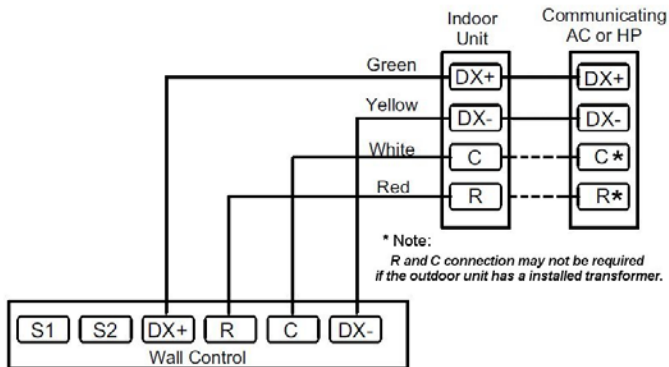 Indoor
Unit
Communicating
AC or HP
Green
DX+
DX+
Yellow
DX-
DX-
White
C
C*
Red
R
R*
* Note:
R and C connection may not be required
if the outdoor unit has a installed transformer.
S1
S2
DX+
R
C
DX-
Wall Control